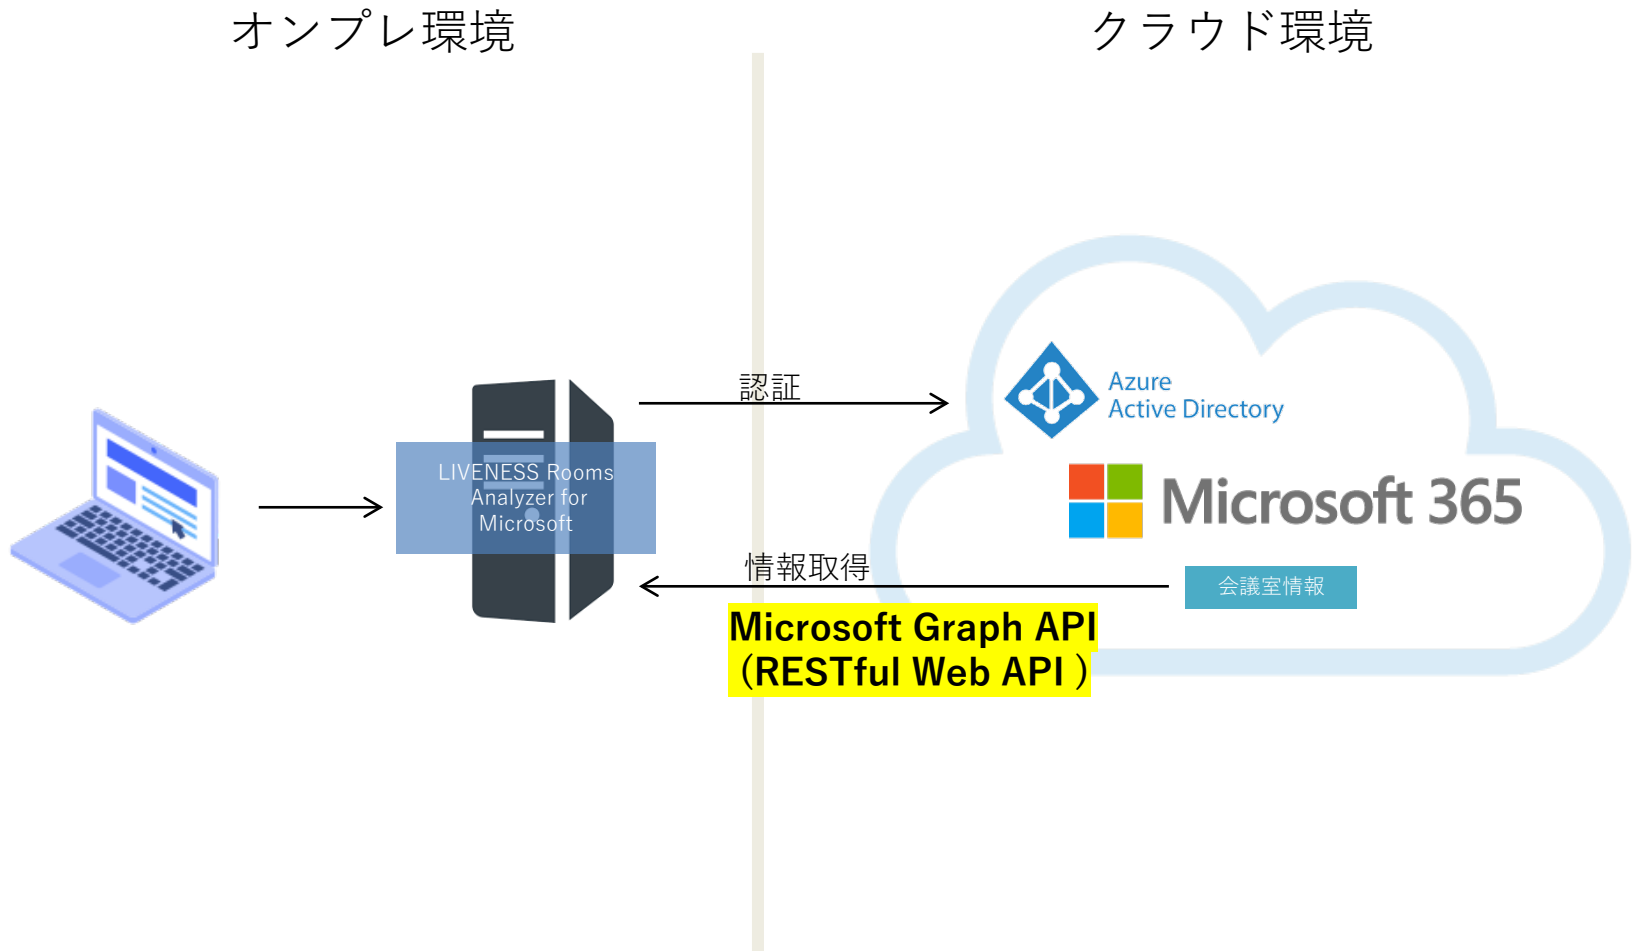 オンプレ環境
クラウド環境
認証
Azure
Active Directory
LIVENESS Rooms
Analyzer for
Microsoft
Microsoft 365
情報取得
会議室情報
Microsoft Graph API
（RESTful Web API ）